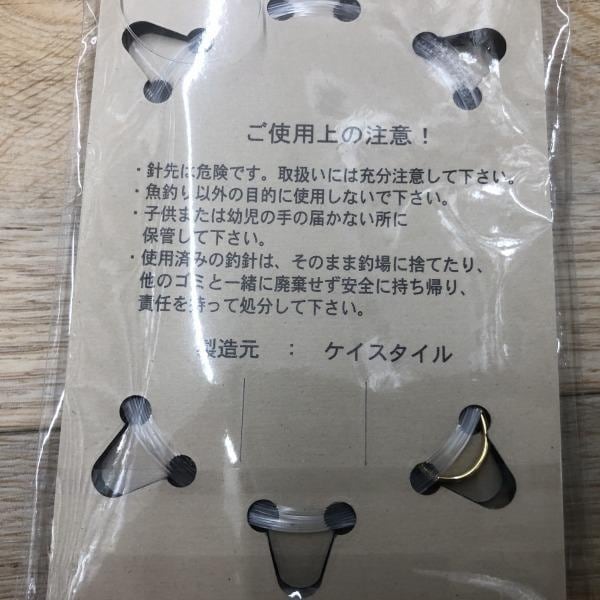 ご使用上の注意！
・針先は危険です。取扱いには充分注意して下さい。
・魚釣り以外の目的に使用しないで下さい。
・子供または幼児の手の届かない所に
保管して下さい。
・使用済みの釣針は、そのまま釣場に捨てたり、
他のゴミと一緒に廃棄せず安全に持ち帰り、
責任を持って処分して下さい。
製造元 ： ケイスタイル